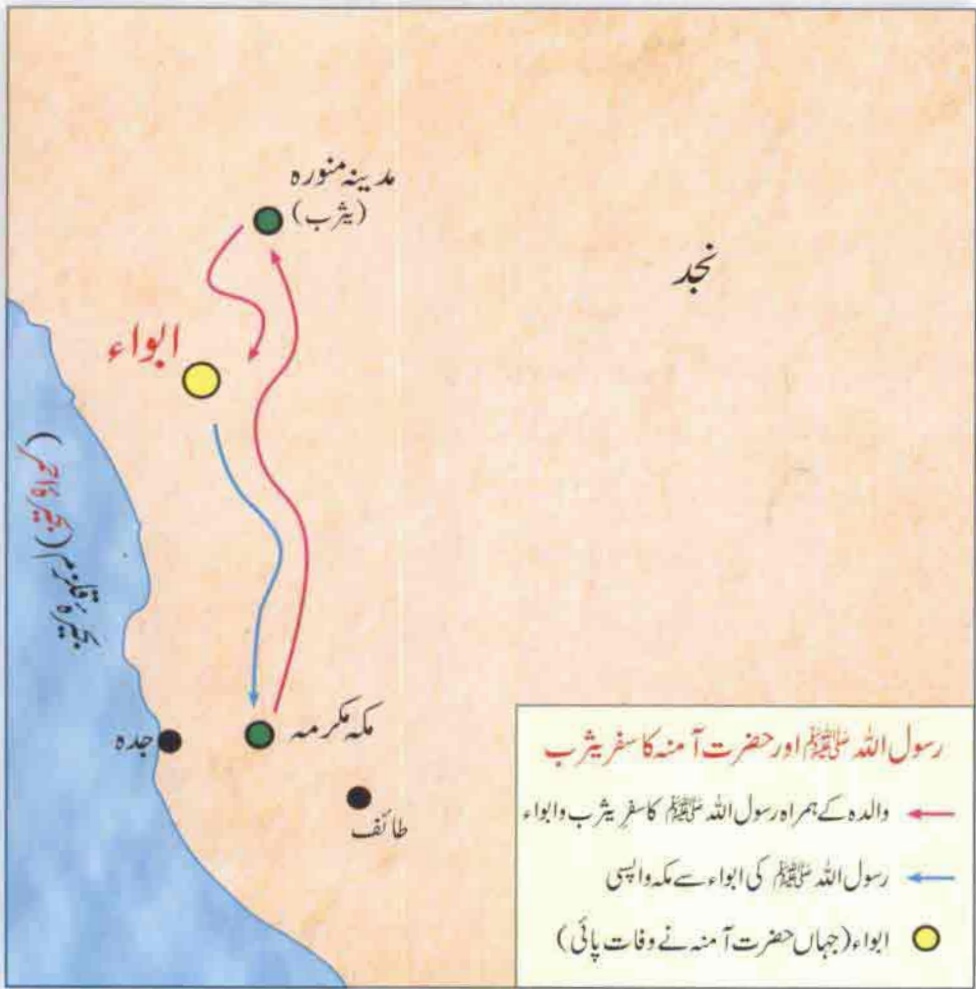 مدینہ منورہ
(یثرب)
نجد
ابواء
بحیرۂ قلزم (بحیرۂ احمر)
مکہ مکرمہ
جدہ
طائف
رسول اللہ ﷺ اور حضرت آمنہ کا سفر یثرب
والدہ کے ہمراہ رسول اللہ ﷺ کا سفرِ یثرب و ابواء
رسول اللہ ﷺ کی ابواء سے مکہ واپسی
ابواء (جہاں حضرت آمنہ نے وفات پائی)